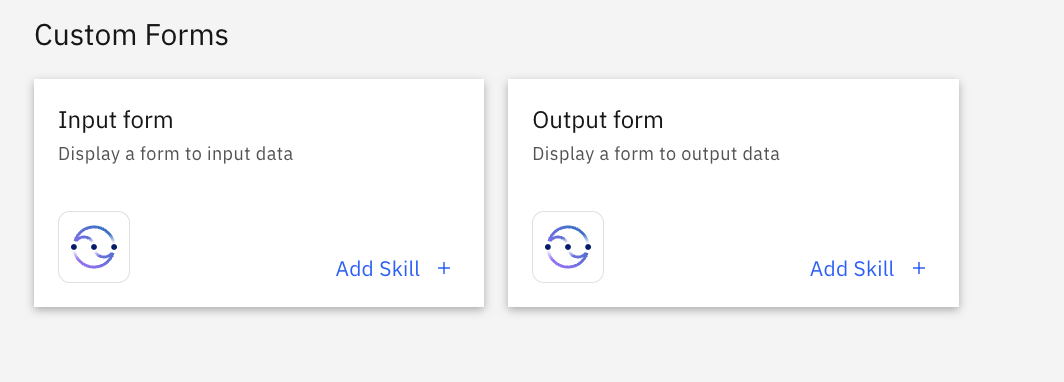 Custom Forms
Input form
Display a form to input data
Add Skill +
Output form
Display a form to output data
Add Skill +